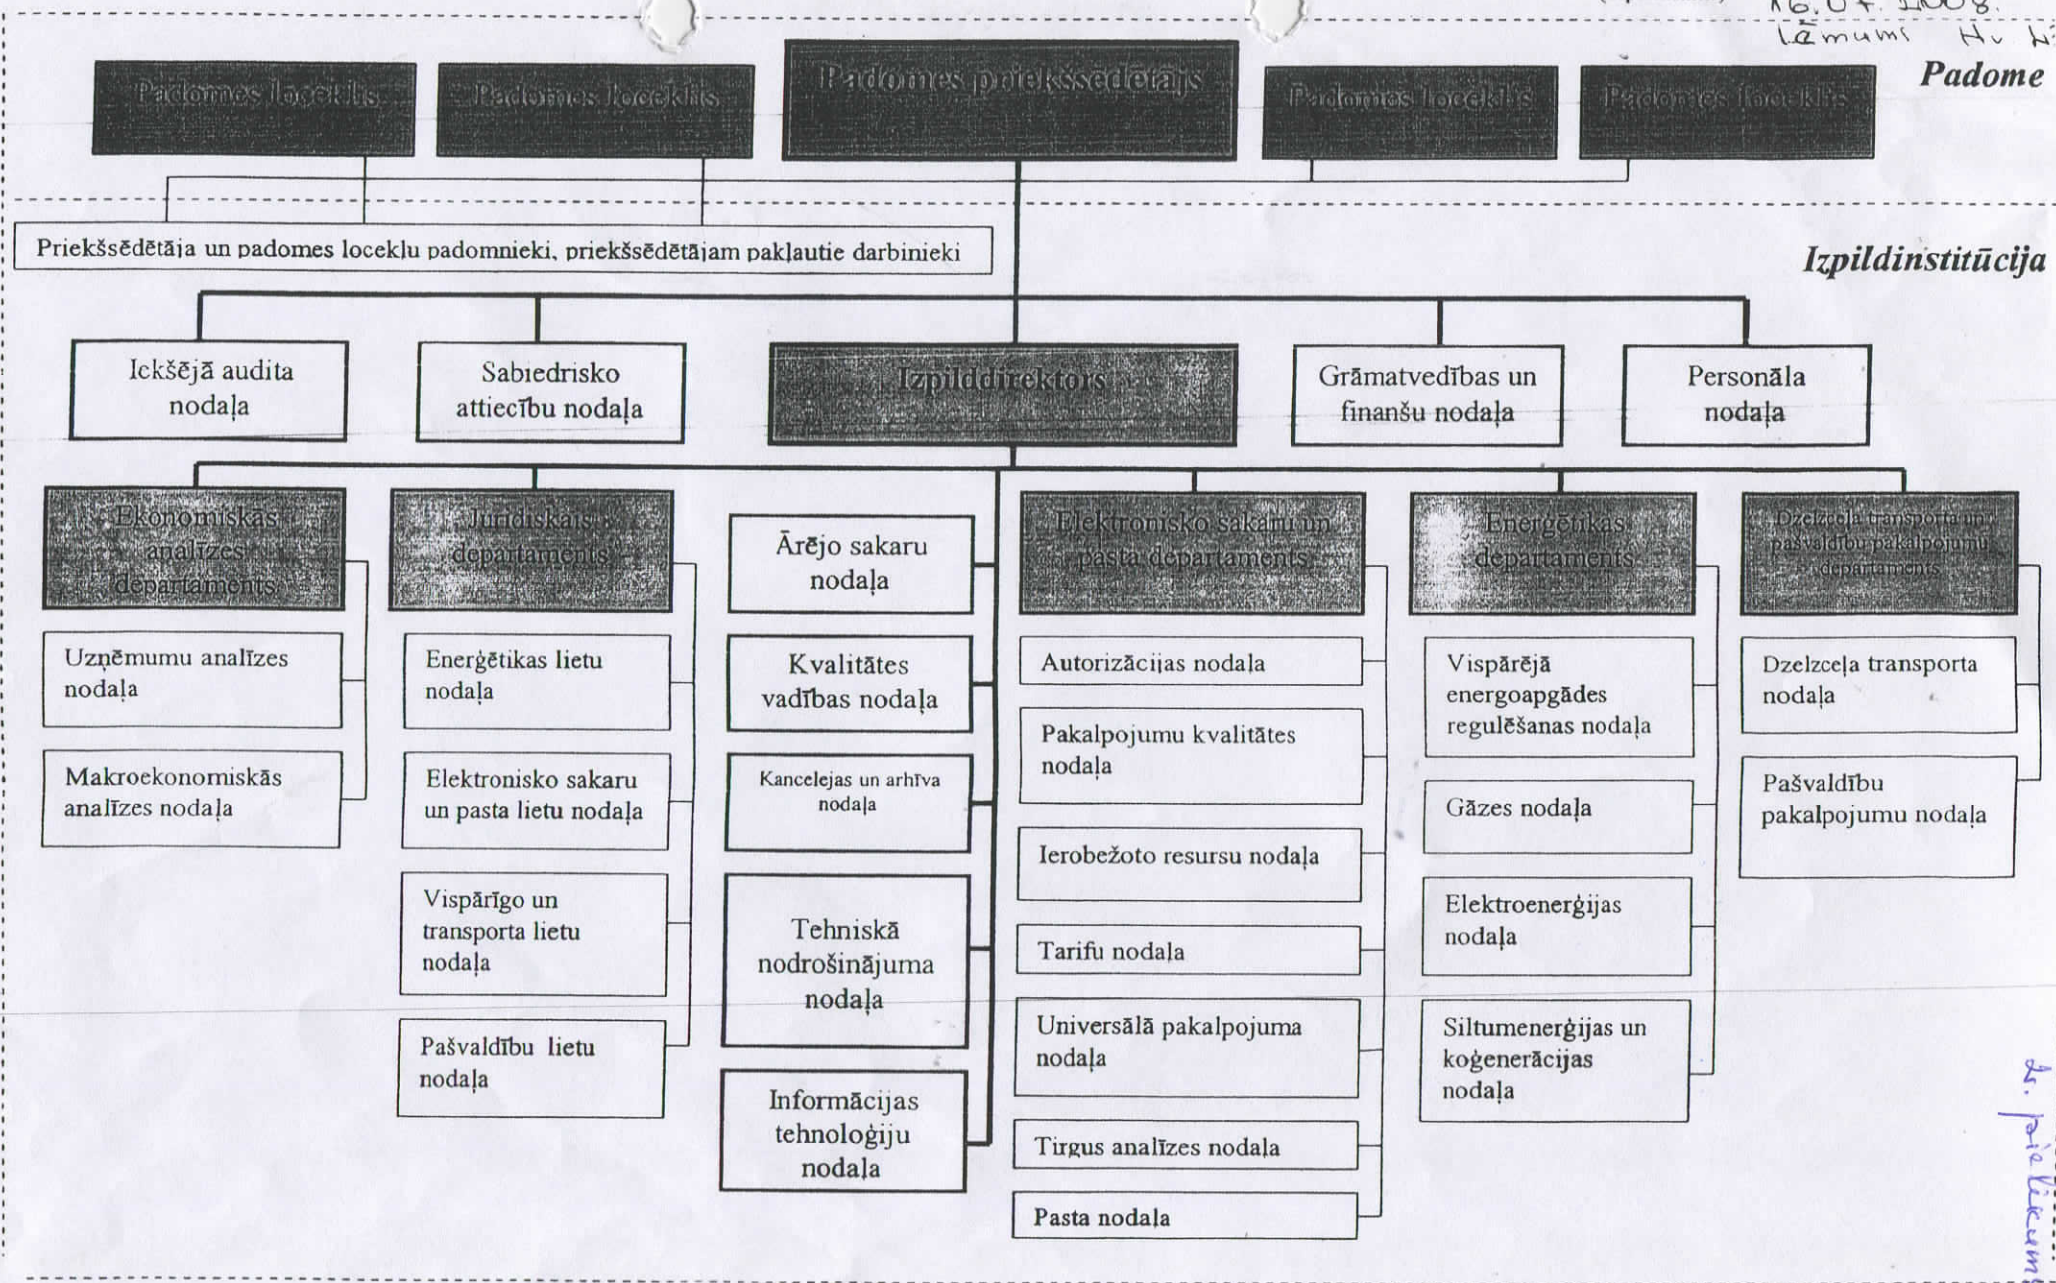 16.07.2008.
lēmums Nr
Padome
Padomes loceklis
Padomes loceklis
Padomes priekšsēdētājs
Padomes loceklis
Padomes loceklis
Priekšsēdētāja un padomes locekļu padomnieki, priekšsēdētājam pakļautie darbinieki
Izpildinstitūcija
Iekšējā audita
nodaļa
Sabiedrisko
attiecību nodaļa
Izpilddirektors
Grāmatvedības un
finanšu nodaļa
Personāla
nodaļa
Ekonomiskās
analīzes
departaments
Uzņēmumu analīzes
nodaļa
Makroekonomiskās
analīzes nodaļa
Juridiskais
departaments
Enerģētikas lietu
nodaļa
Elektronisko sakaru
un pasta lietu nodaļa
Vispārīgo un
transporta lietu
nodaļa
Pašvaldību lietu
nodaļa
Ārējo sakaru
nodaļa
Kvalitātes
vadības nodaļa
Kancelejas un arhīva
nodaļa
Tehniskā
nodrošinājuma
nodaļa
Informācijas
tehnoloģiju
nodaļa
Elektronisko sakaru un
pasta departaments
Autorizācijas nodaļa
Pakalpojumu kvalitātes
nodaļa
Ierobežoto resursu nodaļa
Tarifu nodaļa
Universālā pakalpojuma
nodaļa
Tirgus analīzes nodaļa
Pasta nodaļa
Enerģētikas
departaments
Vispārējā
energoapgādes
regulēšanas nodaļa
Gāzes nodaļa
Elektroenerģijas
nodaļa
Siltumenerģijas un
koģenerācijas
nodaļa
Dzelzceļa transporta un
pašvaldību pakalpojumu
departaments
Dzelzceļa transporta
nodaļa
Pašvaldību
pakalpojumu nodaļa
pielikums